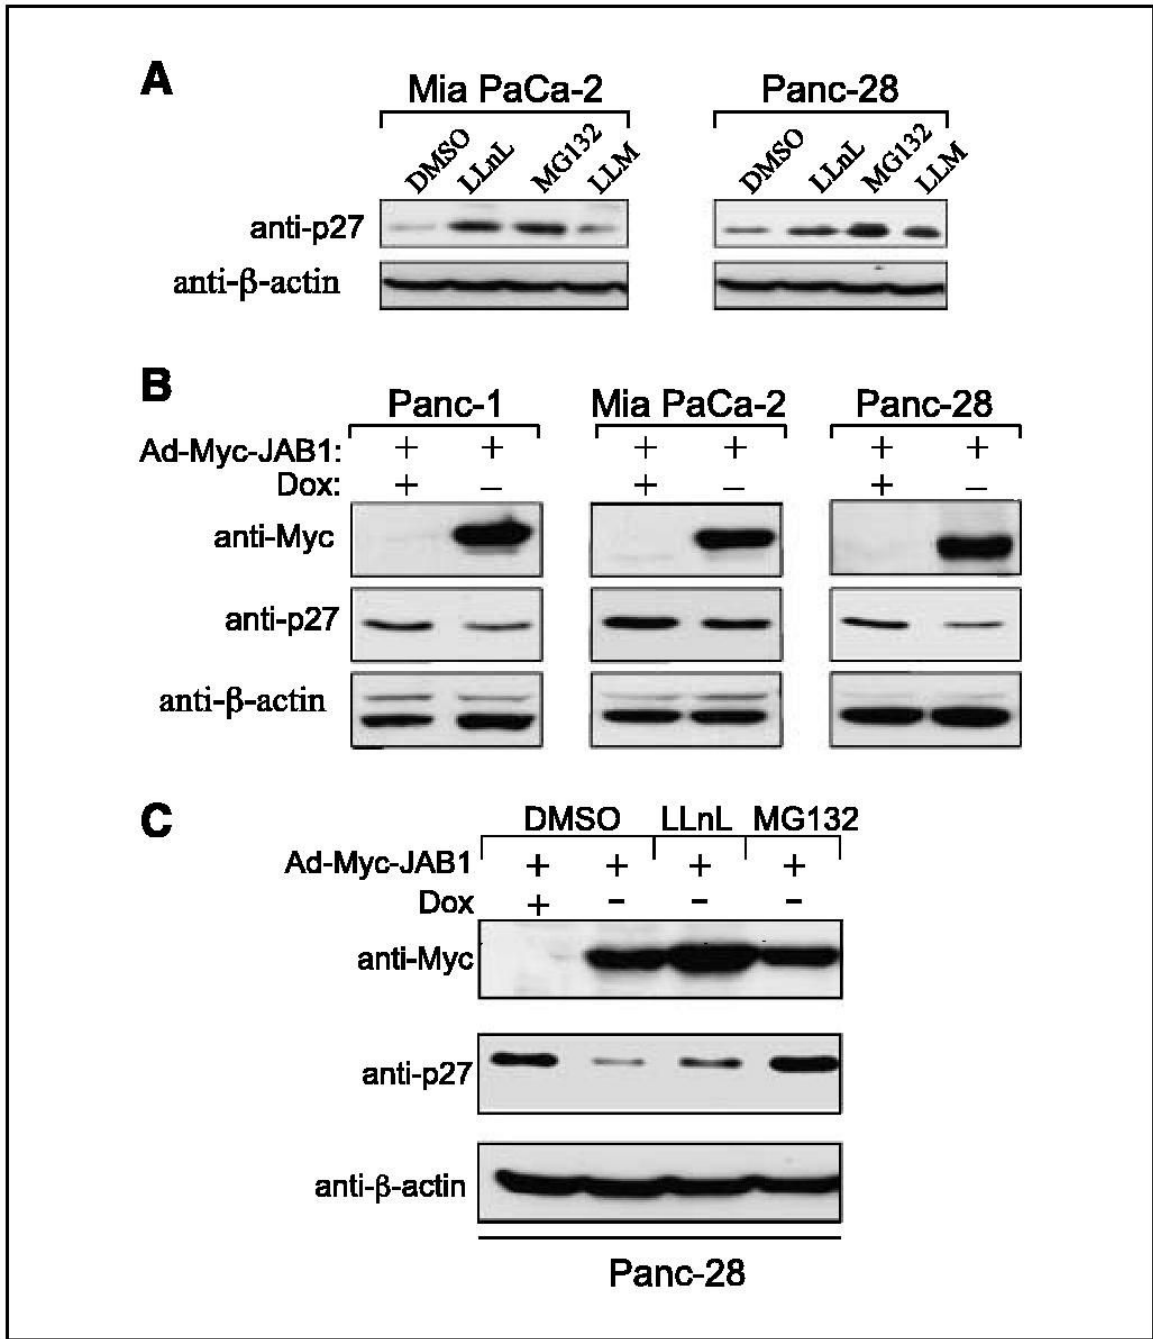 A
Mia PaCa-2 Panc-28
DMSO LLnL MG132 LLM DMSO LLnL MG132 LLM
anti-p27
anti-β-actin
B
Panc-1 Mia PaCa-2 Panc-28
Ad-Myc-JAB1: + + + + + +
Dox: + − + − + −
anti-Myc
anti-p27
anti-β-actin
C
DMSO LLnL MG132
Ad-Myc-JAB1 + + + +
Dox + - - -
anti-Myc
anti-p27
anti-β-actin
Panc-28